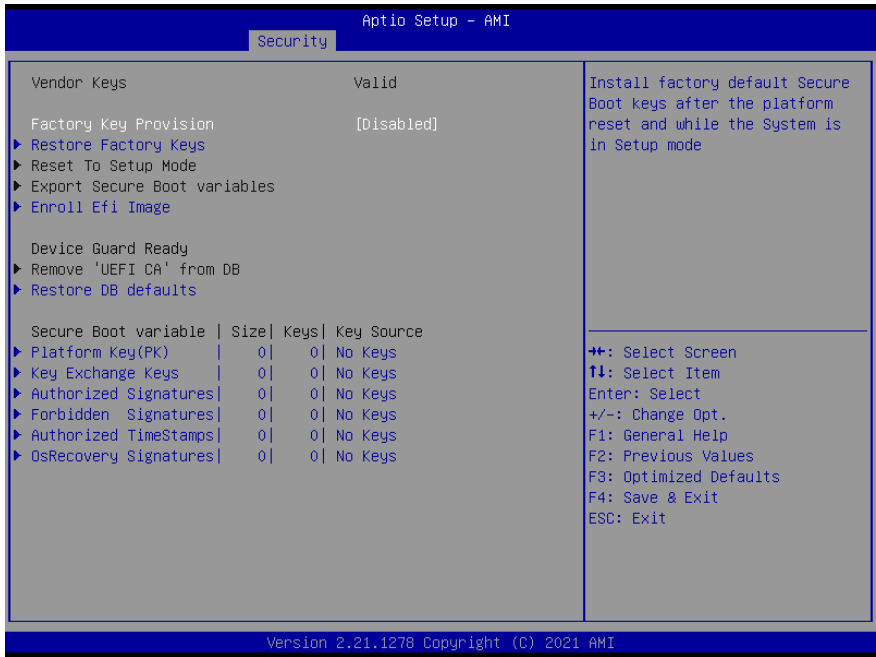 Aptio Setup – AMI
Security
Vendor Keys Valid
Factory Key Provision [Disabled]
Restore Factory Keys
Reset To Setup Mode
Export Secure Boot variables
Enroll Efi Image
Device Guard Ready
Remove 'UEFI CA' from DB
Restore DB defaults
Secure Boot variable | Size| Keys| Key Source
Platform Key(PK) | 0| 0| No Keys
Key Exchange Keys | 0| 0| No Keys
Authorized Signatures| 0| 0| No Keys
Forbidden Signatures| 0| 0| No Keys
Authorized TimeStamps| 0| 0| No Keys
OsRecovery Signatures| 0| 0| No Keys
Install factory default Secure
Boot keys after the platform
reset and while the System is
in Setup mode
→←: Select Screen
↑↓: Select Item
Enter: Select
+/-: Change Opt.
F1: General Help
F2: Previous Values
F3: Optimized Defaults
F4: Save & Exit
ESC: Exit
Version 2.21.1278 Copyright (C) 2021 AMI